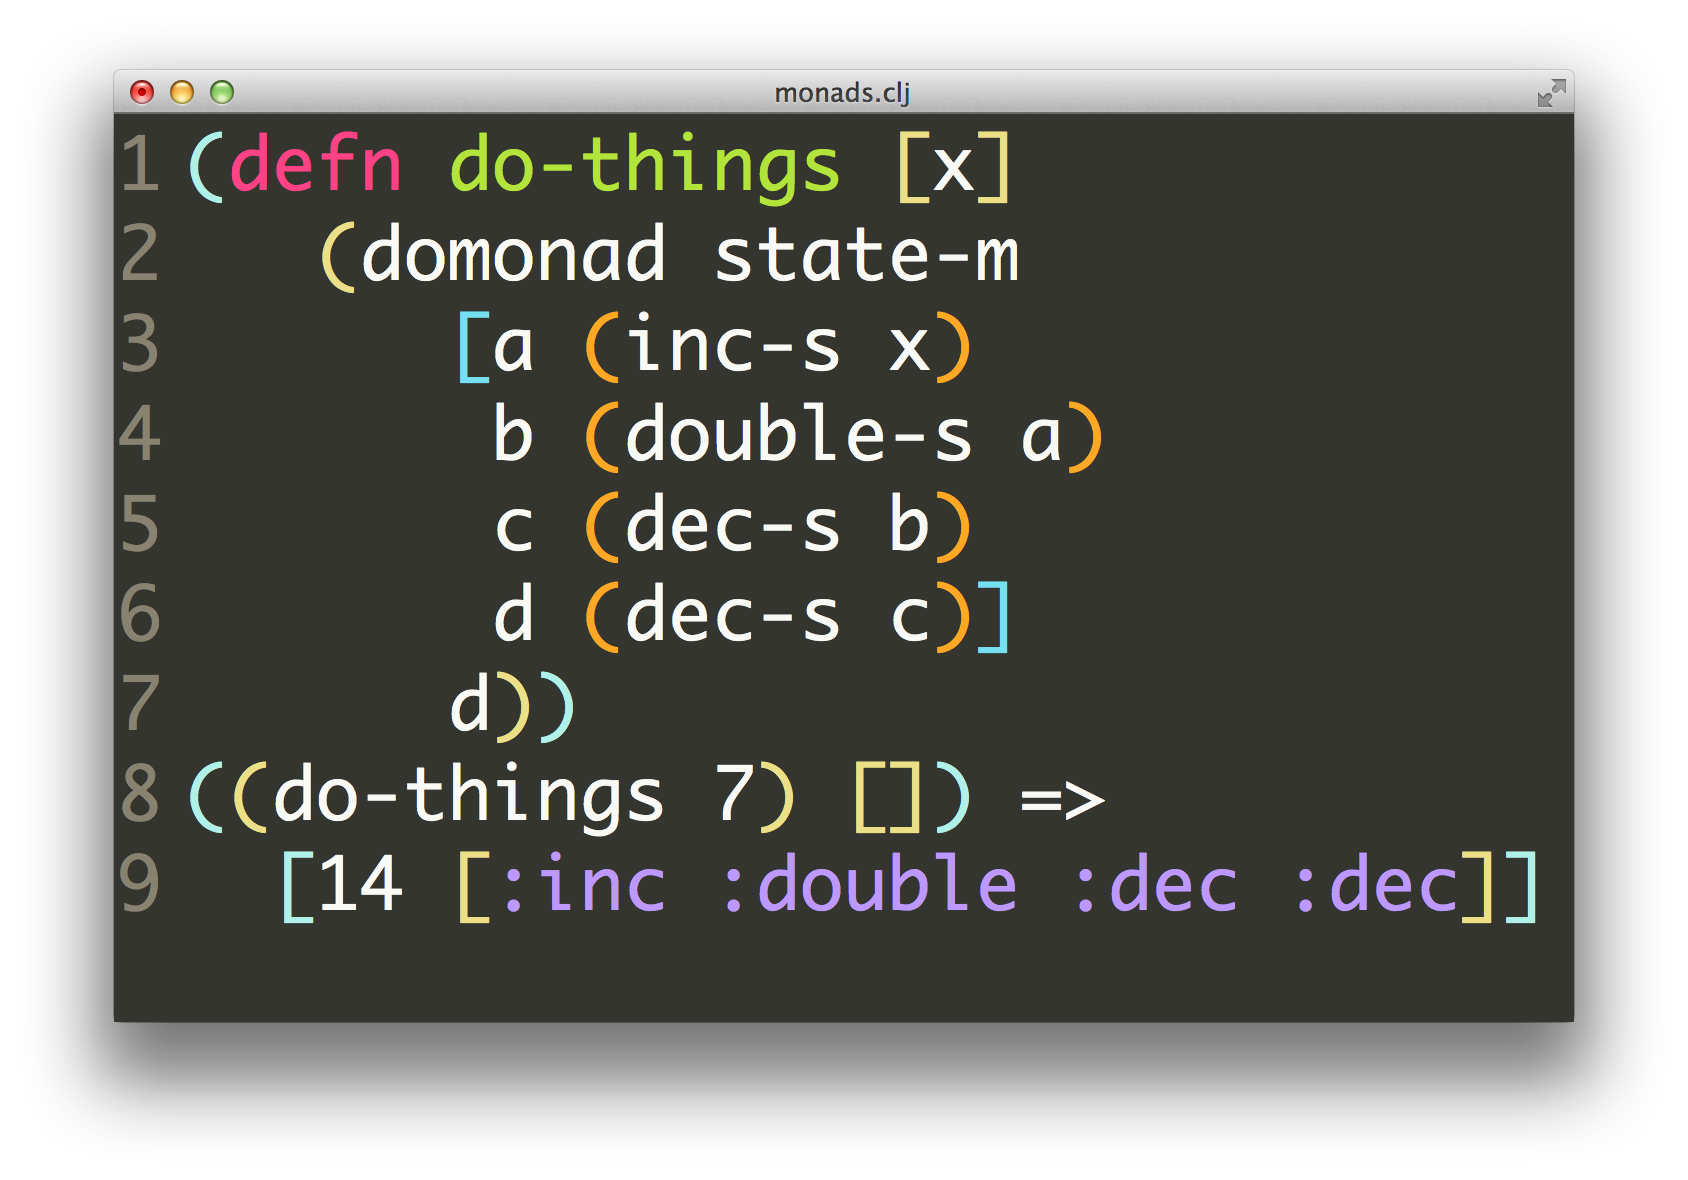 monads.clj
1 (defn do-things [x]
2    (domonad state-m
3       [a (inc-s x)
4        b (double-s a)
5        c (dec-s b)
6        d (dec-s c)]
7       d))
8 ((do-things 7) []) =>
9   [14 [:inc :double :dec :dec]]